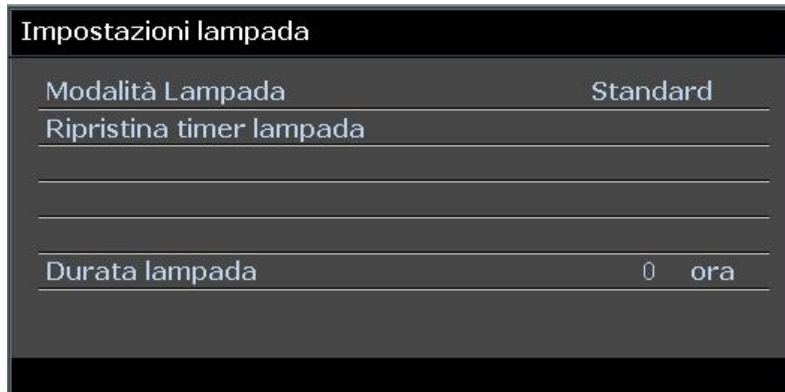 Impostazioni lampada
Modalità Lampada Standard
Ripristina timer lampada
Durata lampada 0 ora